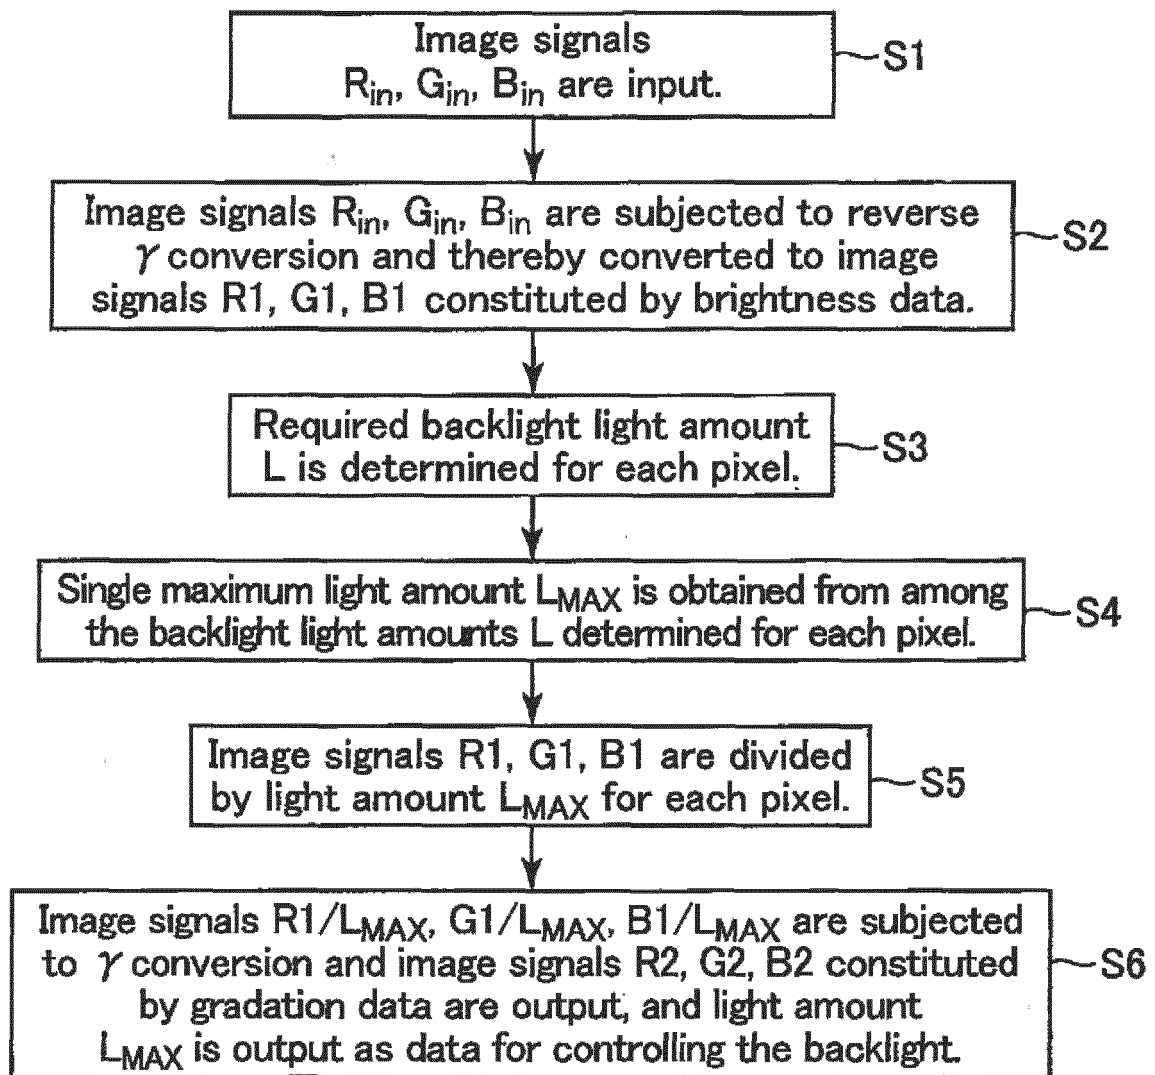 Image signals
Rin, Gin, Bin are input.
S1
Image signals Rin, Gin, Bin are subjected to reverse
γ conversion and thereby converted to image
signals R1, G1, B1 constituted by brightness data.
S2
Required backlight light amount
L is determined for each pixel.
S3
Single maximum light amount LMAX is obtained from among
the backlight light amounts L determined for each pixel.
S4
Image signals R1, G1, B1 are divided
by light amount LMAX for each pixel.
S5
Image signals R1/LMAX, G1/LMAX, B1/LMAX are subjected
to γ conversion and image signals R2, G2, B2 constituted
by gradation data are output, and light amount
LMAX is output as data for controlling the backlight.
S6